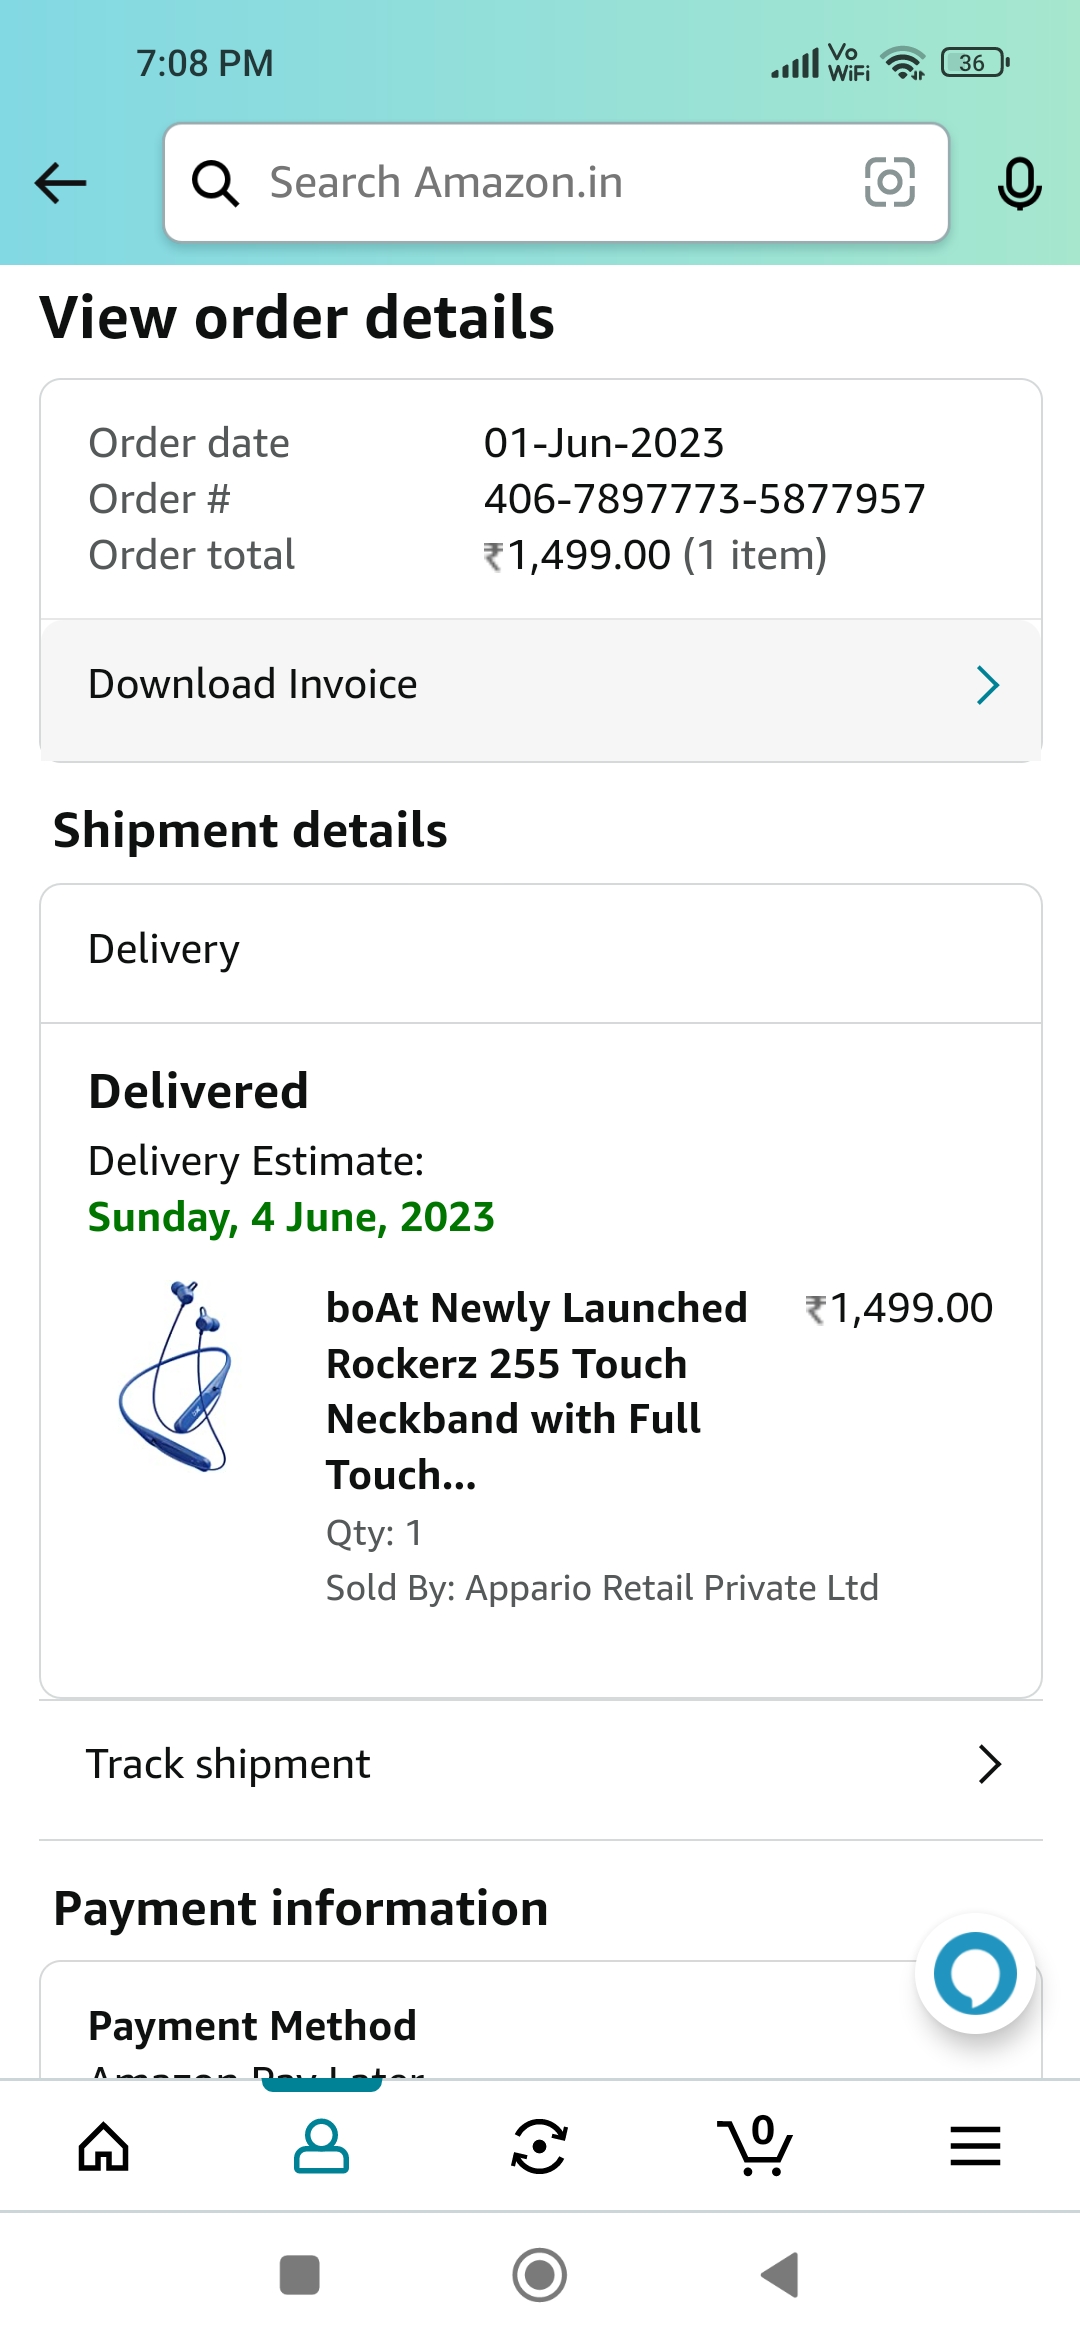 7:08 PM
Vo
WiFi
36
Search Amazon.in
View order details
Order date 01-Jun-2023
Order # 406-7897773-5877957
Order total ₹1,499.00 (1 item)
Download Invoice
Shipment details
Delivery
Delivered
Delivery Estimate:
Sunday, 4 June, 2023
boAt Newly Launched ₹1,499.00
Rockerz 255 Touch
Neckband with Full
Touch...
Qty: 1
Sold By: Appario Retail Private Ltd
Track shipment
Payment information
Payment Method
Amazon Pay Later
0